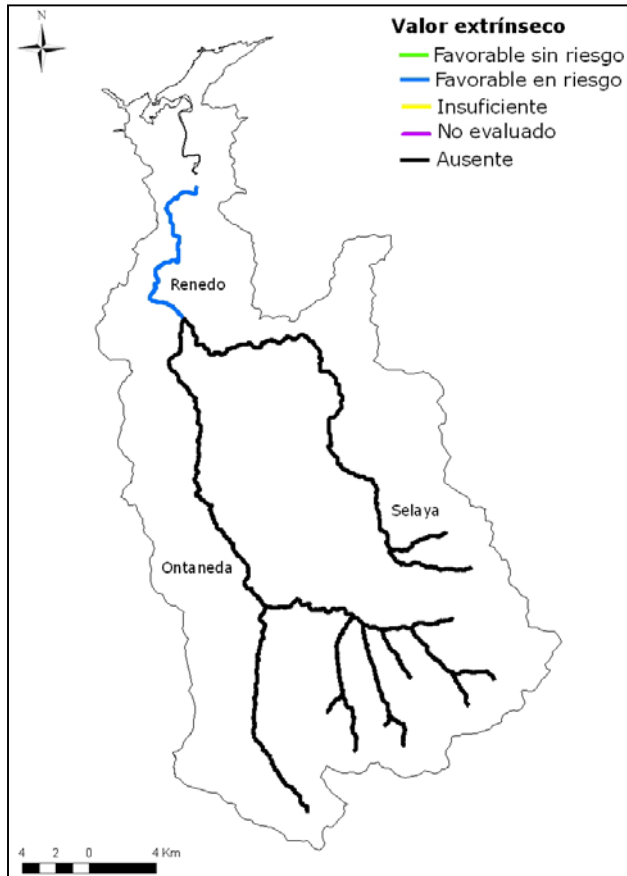 N
Valor extrínseco
Favorable sin riesgo
Favorable en riesgo
Insuficiente
No evaluado
Ausente
Renedo
Selaya
Ontaneda
4 2 0 4 Km